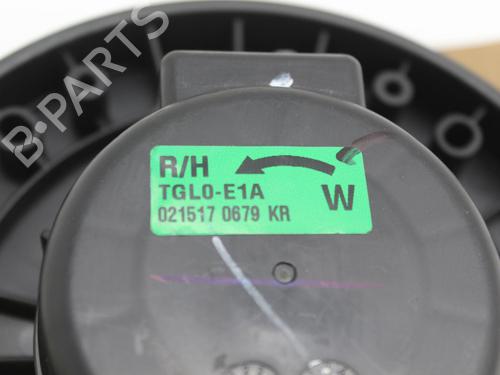 B-PARTS
R/H
TGL0-E1A
021517 0679 KR
W